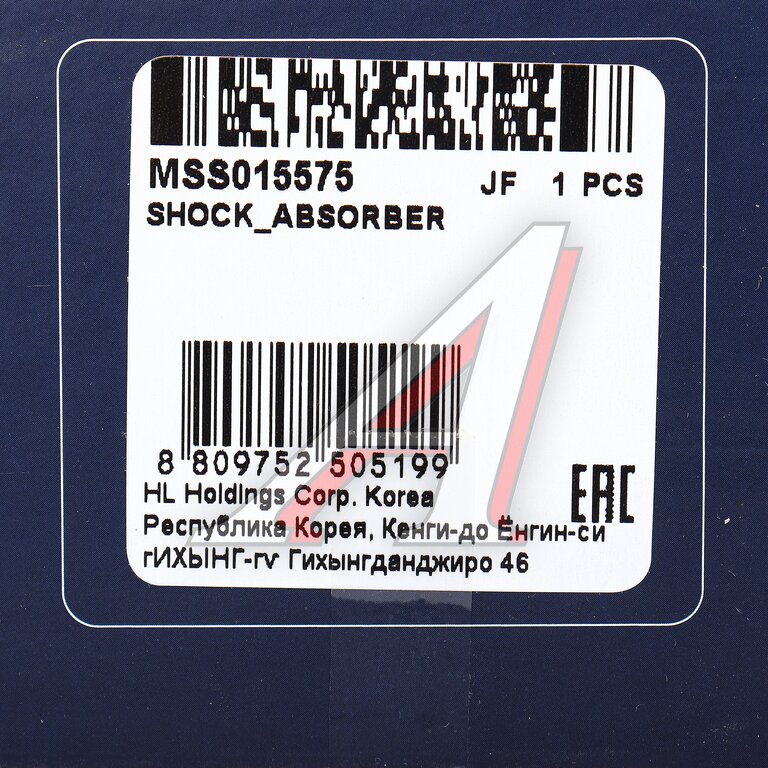 MSS015575 JF 1 PCS
SHOCK_ABSORBER
8 809752 505199
HL Holdings Corp. Korea
EAC
Республика Корея, Кенги-до Ёнгин-си
гИХЫНГ-гv Гихынгданджиро 46